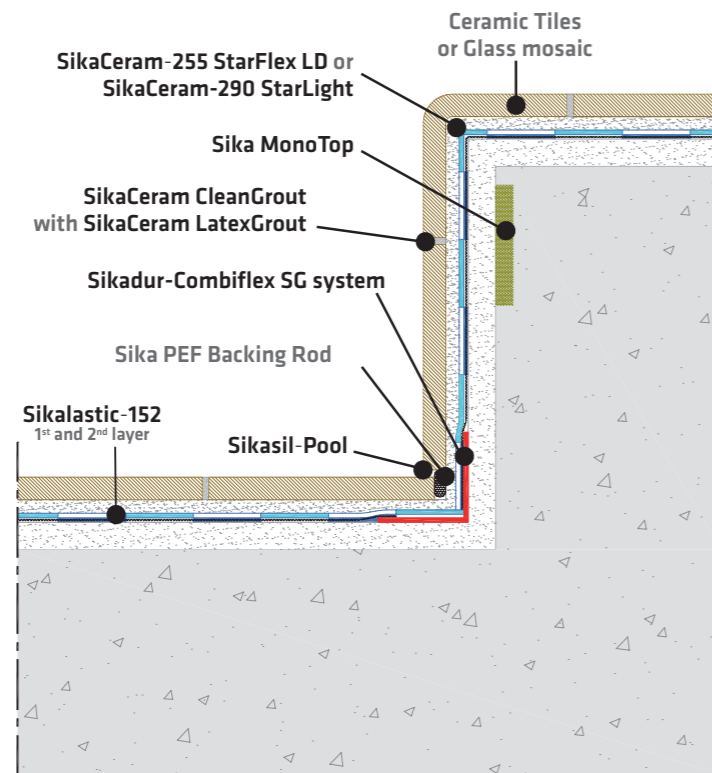 Ceramic Tiles
or Glass mosaic
SikaCeram-255 StarFlex LD or
SikaCeram-290 StarLight
Sika MonoTop
SikaCeram CleanGrout
with SikaCeram LatexGrout
Sikadur-Combiflex SG system
Sika PEF Backing Rod
Sikalastic-152
1st and 2nd layer
Sikasil-Pool